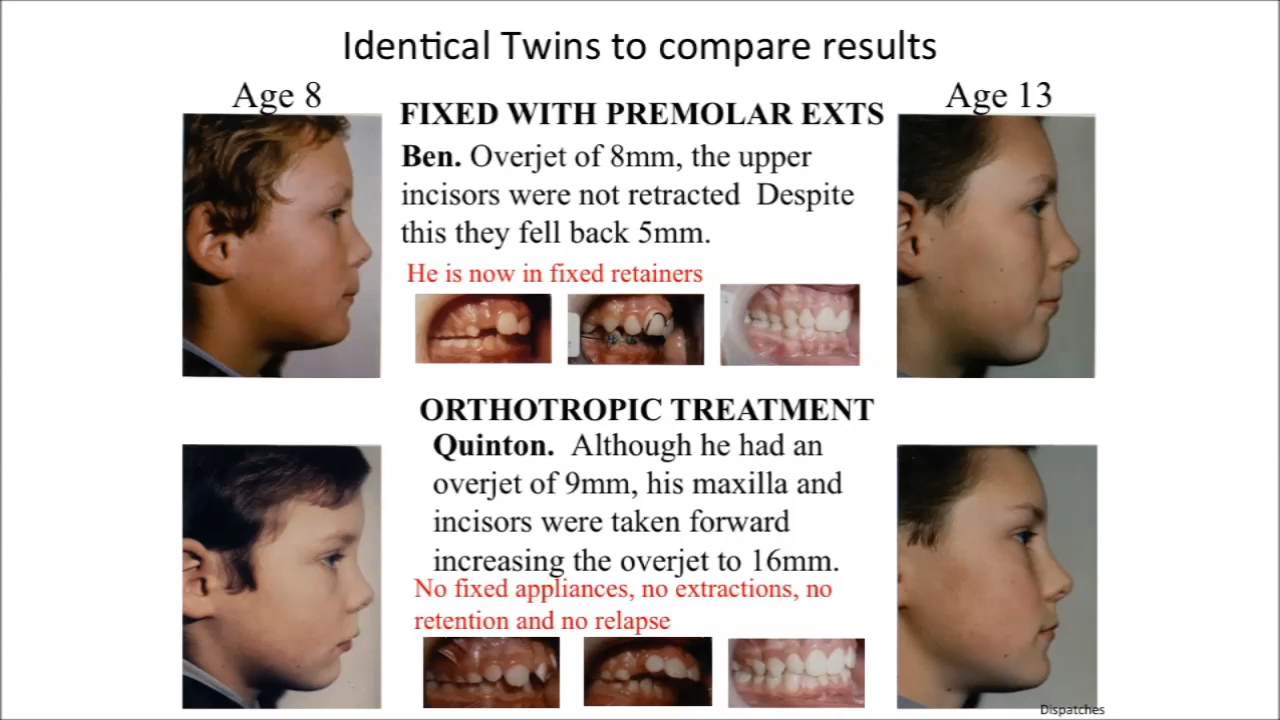 Identical Twins to compare results
Age 8
Age 13
FIXED WITH PREMOLAR EXTS
Ben. Overjet of 8mm, the upper
incisors were not retracted  Despite
this they fell back 5mm.
He is now in fixed retainers
ORTHOTROPIC TREATMENT
Quinton.  Although he had an
overjet of 9mm, his maxilla and
incisors were taken forward
increasing the overjet to 16mm.
No fixed appliances, no extractions, no
retention and no relapse
Dispatches